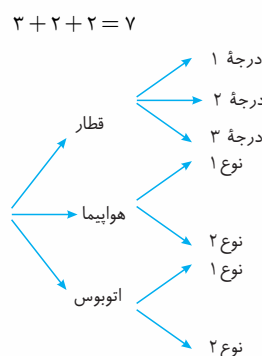 ۳ + ۲ + ۲ = ۷
درجهٔ ۱
درجهٔ ۲
قطار
درجهٔ ۳
نوع ۱
هواپیما
نوع ۲
نوع ۱
اتوبوس
نوع ۲